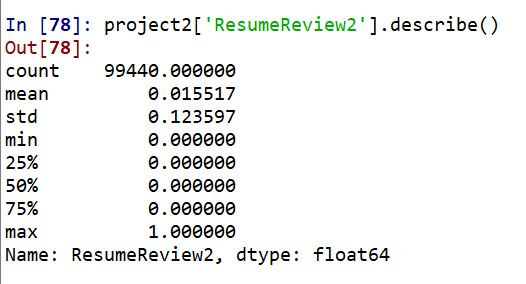 In [78]: project2['ResumeReview2'].describe()
Out[78]:
count    99440.000000
mean         0.015517
std          0.123597
min          0.000000
25%          0.000000
50%          0.000000
75%          0.000000
max          1.000000
Name: ResumeReview2, dtype: float64